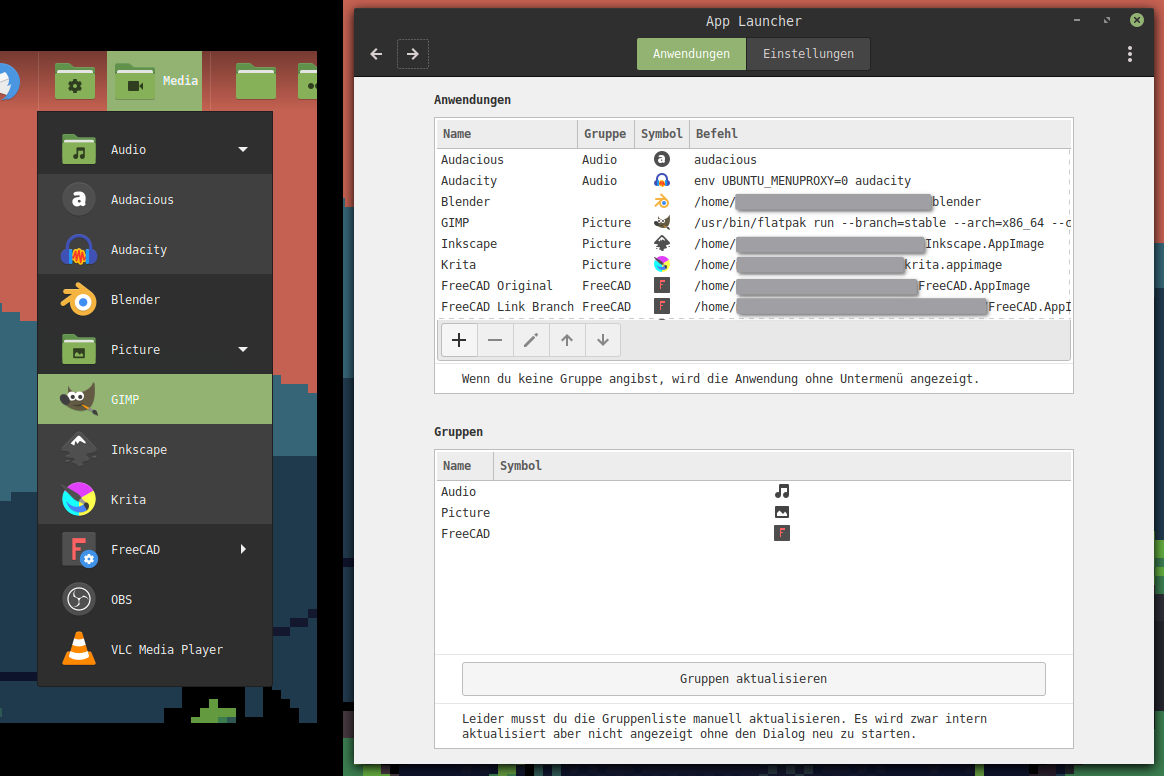 Media
Audio
Audacious
Audacity
Blender
Picture
GIMP
Inkscape
Krita
FreeCAD
OBS
VLC Media Player
App Launcher
Anwendungen Einstellungen
Anwendungen
Name Gruppe Symbol Befehl
Audacious Audio audacious
Audacity Audio env UBUNTU_MENUPROXY=0 audacity
Blender /home/ blender
GIMP Picture /usr/bin/flatpak run --branch=stable --arch=x86_64 --c
Inkscape Picture /home/ Inkscape.AppImage
Krita Picture /home/ krita.appimage
FreeCAD Original FreeCAD /home/ FreeCAD.AppImage
FreeCAD Link Branch FreeCAD /home/ FreeCAD.AppI
Wenn du keine Gruppe angibst, wird die Anwendung ohne Untermenü angezeigt.
Gruppen
Name Symbol
Audio
Picture
FreeCAD
Gruppen aktualisieren
Leider musst du die Gruppenliste manuell aktualisieren. Es wird zwar intern
aktualisiert aber nicht angezeigt ohne den Dialog neu zu starten.